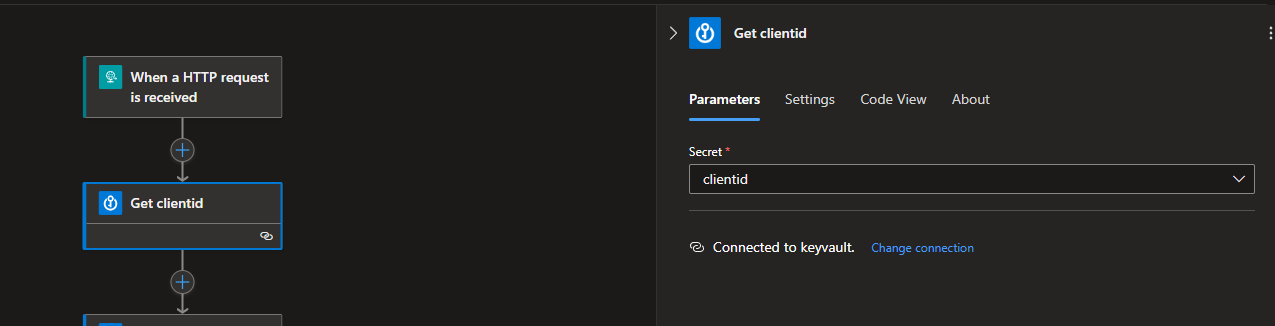 When a HTTP request
is received
Get clientid
Get clientid
Parameters Settings Code View About
Secret *
clientid
Connected to keyvault. Change connection